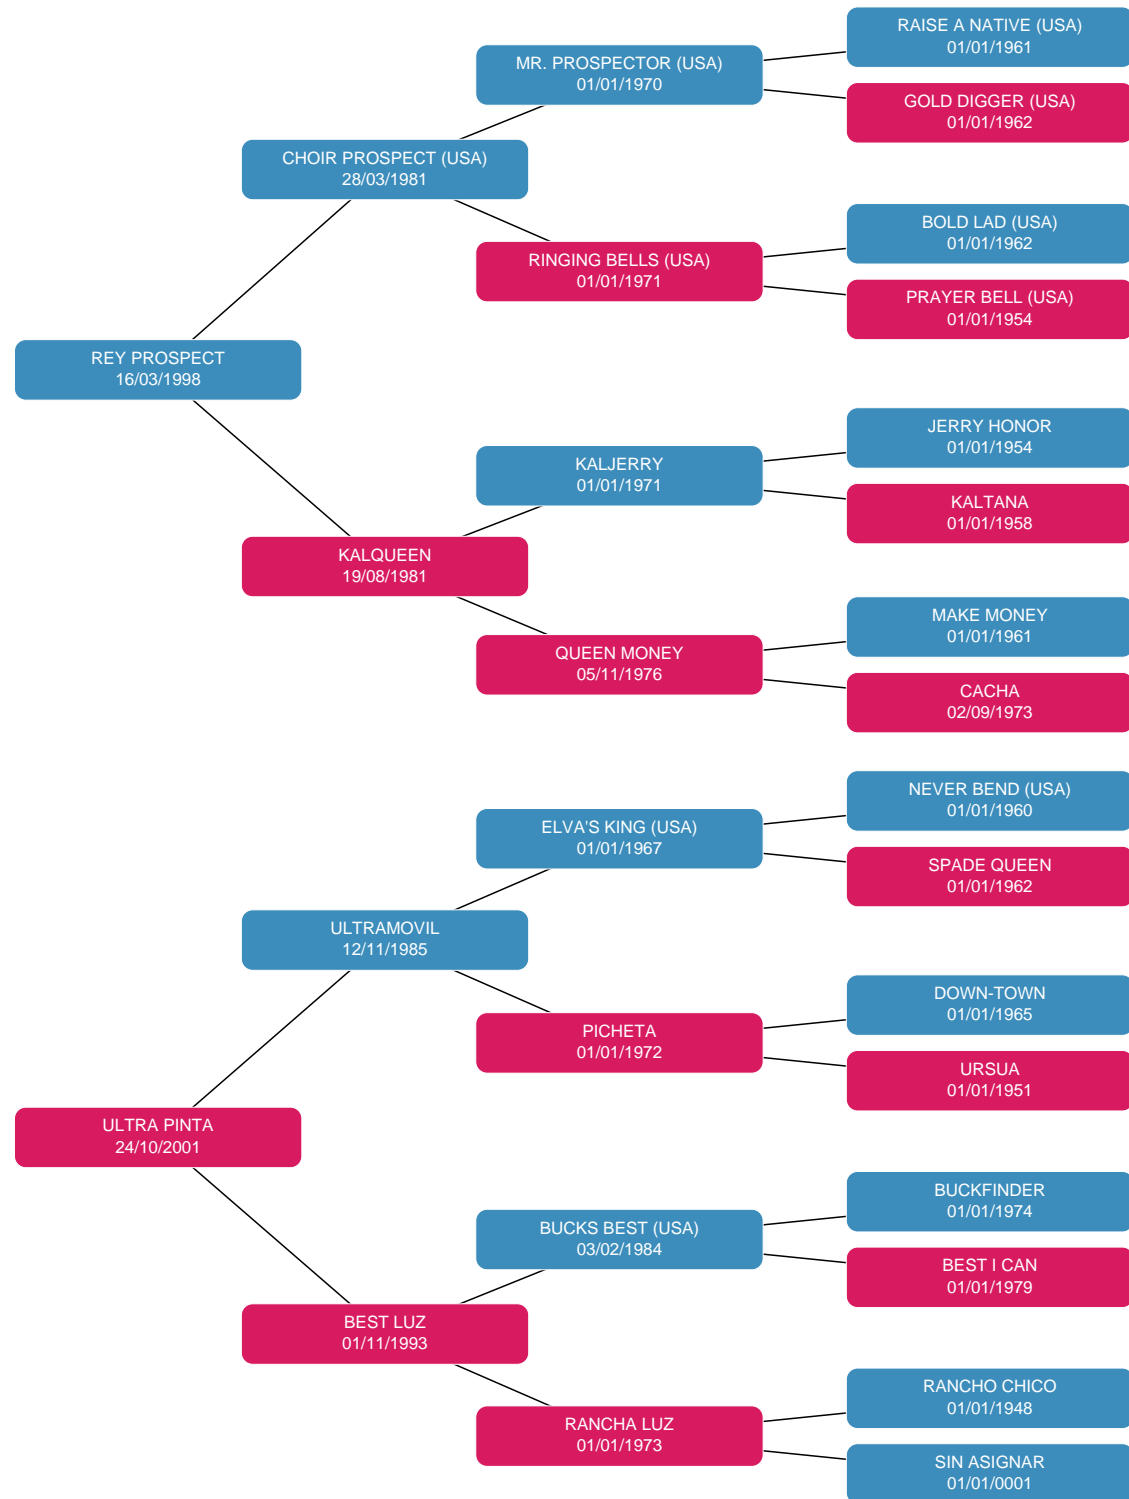 RAISE A NATIVE (USA)
01/01/1961
MR. PROSPECTOR (USA)
01/01/1970
GOLD DIGGER (USA)
01/01/1962
CHOIR PROSPECT (USA)
28/03/1981
BOLD LAD (USA)
01/01/1962
RINGING BELLS (USA)
01/01/1971
PRAYER BELL (USA)
01/01/1954
REY PROSPECT
16/03/1998
JERRY HONOR
01/01/1954
KALJERRY
01/01/1971
KALTANA
01/01/1958
KALQUEEN
19/08/1981
MAKE MONEY
01/01/1961
QUEEN MONEY
05/11/1976
CACHA
02/09/1973
NEVER BEND (USA)
01/01/1960
ELVA'S KING (USA)
01/01/1967
SPADE QUEEN
01/01/1962
ULTRAMOVIL
12/11/1985
DOWN-TOWN
01/01/1965
PICHETA
01/01/1972
URSUA
01/01/1951
ULTRA PINTA
24/10/2001
BUCKFINDER
01/01/1974
BUCKS BEST (USA)
03/02/1984
BEST I CAN
01/01/1979
BEST LUZ
01/11/1993
RANCHO CHICO
01/01/1948
RANCHA LUZ
01/01/1973
SIN ASIGNAR
01/01/0001